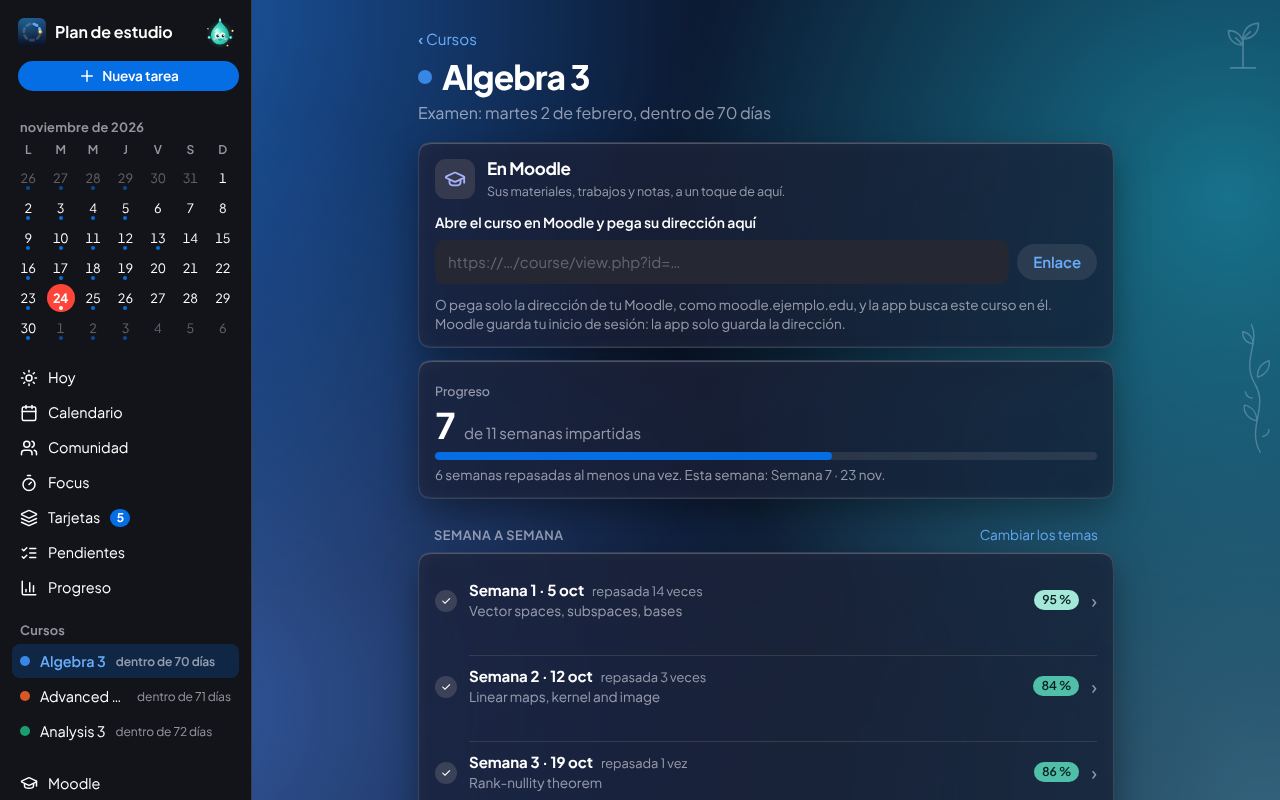 Plan de estudio
Nueva tarea
noviembre de 2026
L M M J V S D
26 27 28 29 30 31 1
2 3 4 5 6 7 8
9 10 11 12 13 14 15
16 17 18 19 20 21 22
23 24 25 26 27 28 29
30 1 2 3 4 5 6
Hoy
Calendario
Comunidad
Focus
Tarjetas 5
Pendientes
Progreso
Cursos
Algebra 3 dentro de 70 días
Advanced ... dentro de 71 días
Analysis 3 dentro de 72 días
Moodle
‹ Cursos
Algebra 3
Examen: martes 2 de febrero, dentro de 70 días
En Moodle
Sus materiales, trabajos y notas, a un toque de aquí.
Abre el curso en Moodle y pega su dirección aquí
https://.../course/view.php?id=...
Enlace
O pega solo la dirección de tu Moodle, como moodle.ejemplo.edu, y la app busca este curso en él.
Moodle guarda tu inicio de sesión: la app solo guarda la dirección.
Progreso
7 de 11 semanas impartidas
6 semanas repasadas al menos una vez. Esta semana: Semana 7 · 23 nov.
SEMANA A SEMANA
Cambiar los temas
Semana 1 · 5 oct repasada 14 veces
Vector spaces, subspaces, bases
95 % ›
Semana 2 · 12 oct repasada 3 veces
Linear maps, kernel and image
84 % ›
Semana 3 · 19 oct repasada 1 vez
Rank-nullity theorem
86 % ›